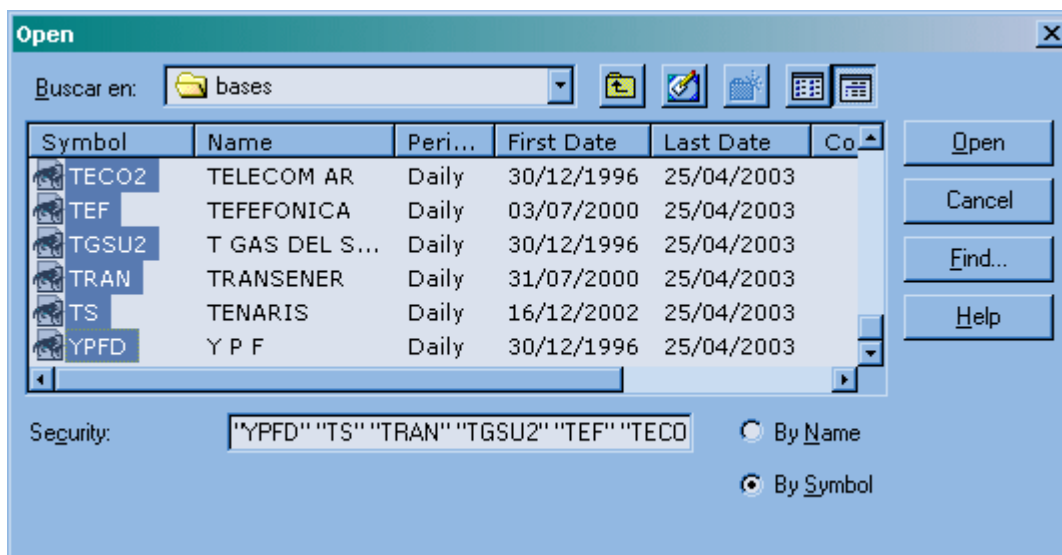 Open
Buscar en: bases
Symbol Name Peri... First Date Last Date Co
TECO2 TELECOM AR Daily 30/12/1996 25/04/2003
TEF TEFEFONICA Daily 03/07/2000 25/04/2003
TGSU2 T GAS DEL S... Daily 30/12/1996 25/04/2003
TRAN TRANSENER Daily 31/07/2000 25/04/2003
TS TENARIS Daily 16/12/2002 25/04/2003
YPFD Y P F Daily 30/12/1996 25/04/2003
Open
Cancel
Find...
Help
Security: "YPFD" "TS" "TRAN" "TGSU2" "TEF" "TECO
By Name
By Symbol